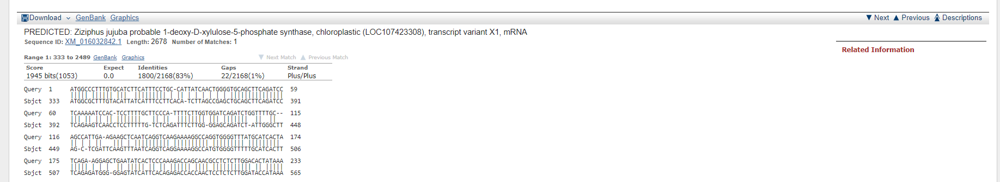 Download GenBank Graphics ▼ Next ▲ Previous Descriptions
PREDICTED: Ziziphus jujuba probable 1-deoxy-D-xylulose-5-phosphate synthase, chloroplastic (LOC107423308), transcript variant X1, mRNA
Sequence ID: XM_016032842.1 Length: 2678 Number of Matches: 1
Related Information
Range 1: 333 to 2489 GenBank Graphics ▼ Next Match ▲ Previous Match
Score Expect Identities Gaps Strand
1945 bits(1053) 0.0 1800/2168(83%) 22/2168(1%) Plus/Plus
Query 1 ATGGCCCTTTGTGCATCTTCATTTCCTGC-CATTATCAACTGGGGTGCAGCTTCAGATCC 59
Sbjct 333 ATGGCGCTTTGTACATTATCATTTCCTTCACA-TCTTAGCCGAGCTGCAGCTTCAGATCC 391
Query 60 TCAAAAATCCAC-TCCTTTTGCTTCCCA-TTTTCTTGGTGGATCAGATCTGGTTTTGC-- 115
Sbjct 392 TCAGAAGTCAACCTCCTTTTTG-TCTCAGATTTCTTGG-GGAGCAGATCT-ATTGGGCTT 448
Query 116 AGCCATTGA-AGAAGCTCAATCAGGTCAAGAAAAGGCCAGGTGGGGTTTATGCATCACTA 174
Sbjct 449 AG-C-TCGATTCAAGTTTAATCAGGTCAGGAAAAGGCCATGTGGGGTTTTTGCATCACTT 506
Query 175 TCAGA-AGGAGCTGAATATCACTCCCAAAGACCAGCAACGCCTCTCTTGGACACTATAAA 233
Sbjct 507 TCAGAGATGGG-GGAGTATCATTCACAGAGACCACCAACTCCTCTCTTGGATACCATAAA 565